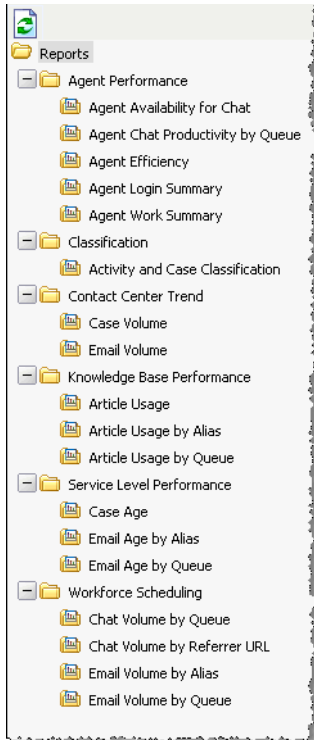 Reports
Agent Performance
Agent Availability for Chat
Agent Chat Productivity by Queue
Agent Efficiency
Agent Login Summary
Agent Work Summary
Classification
Activity and Case Classification
Contact Center Trend
Case Volume
Email Volume
Knowledge Base Performance
Article Usage
Article Usage by Alias
Article Usage by Queue
Service Level Performance
Case Age
Email Age by Alias
Email Age by Queue
Workforce Scheduling
Chat Volume by Queue
Chat Volume by Referrer URL
Email Volume by Alias
Email Volume by Queue